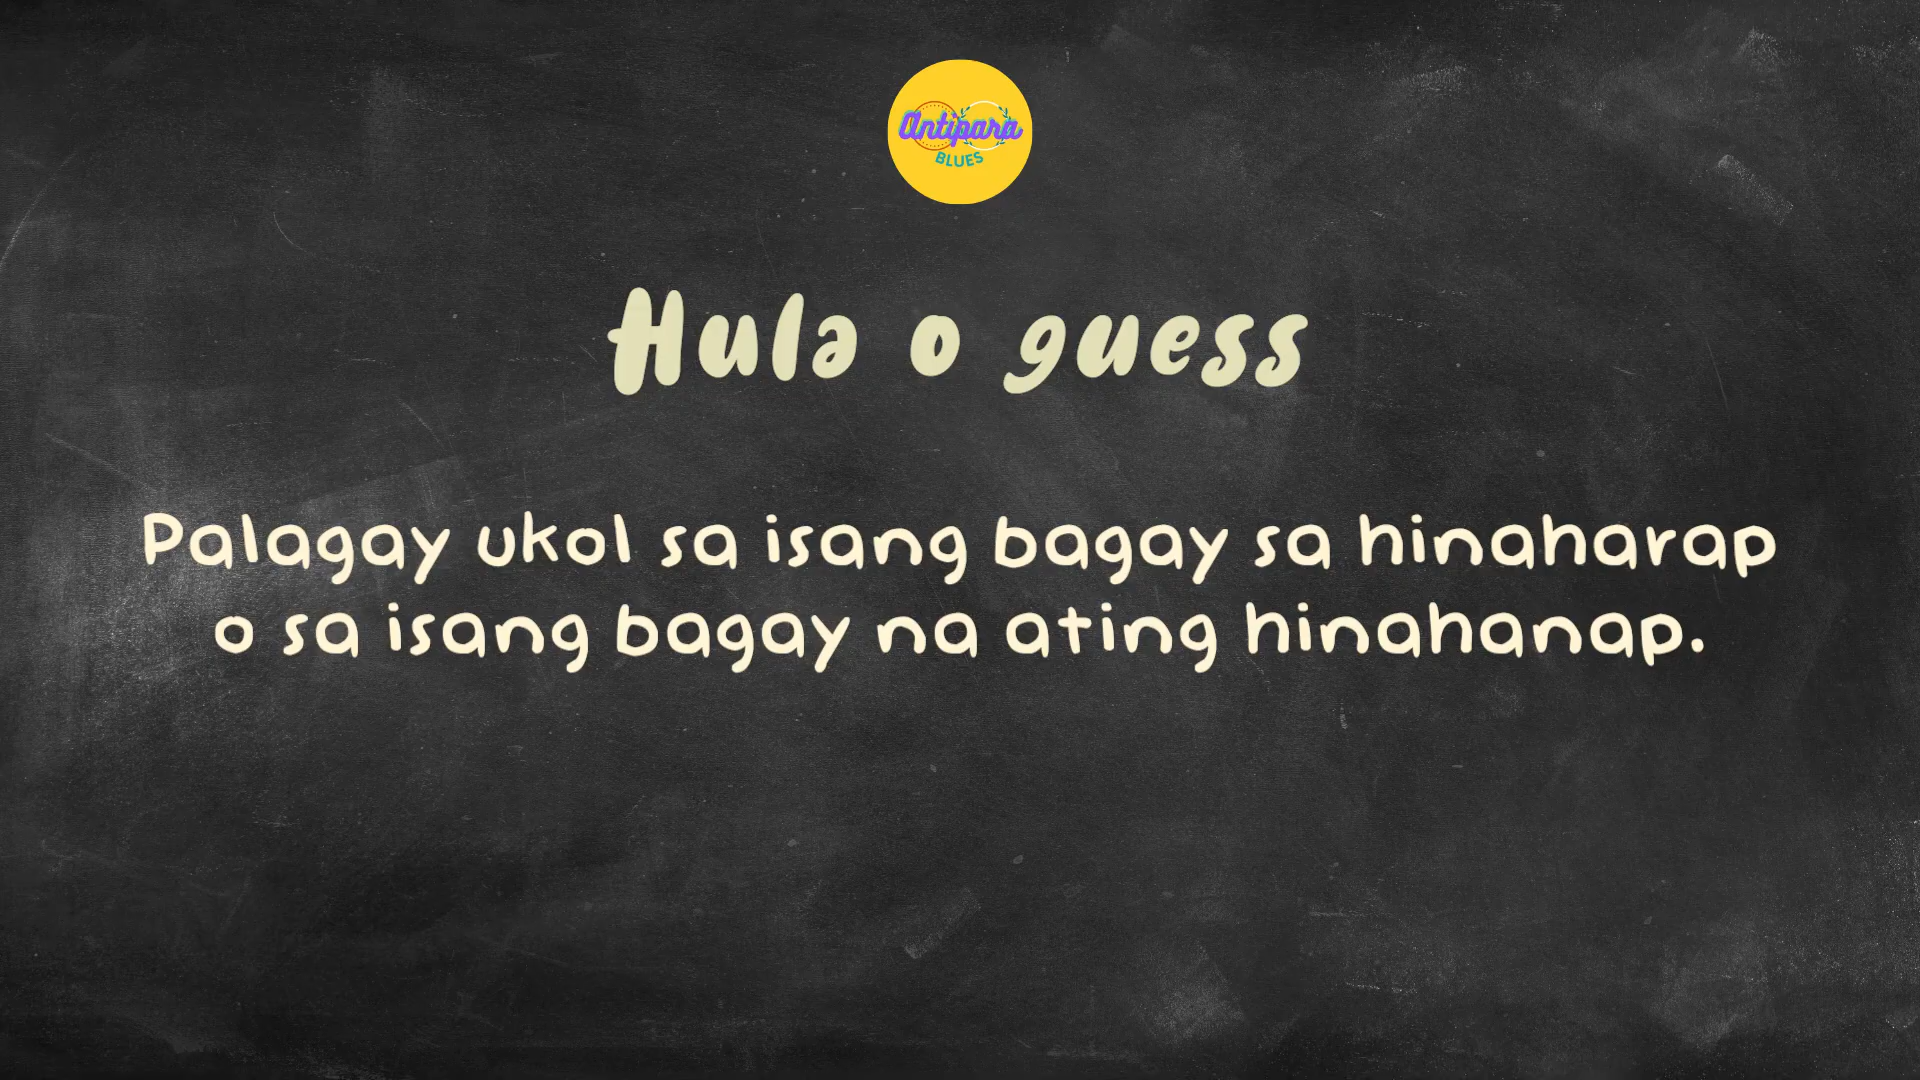 Antipara
BLUES
Hula o guess
Palagay ukol sa isang bagay sa hinaharap
o sa isang bagay na ating hinahanap.